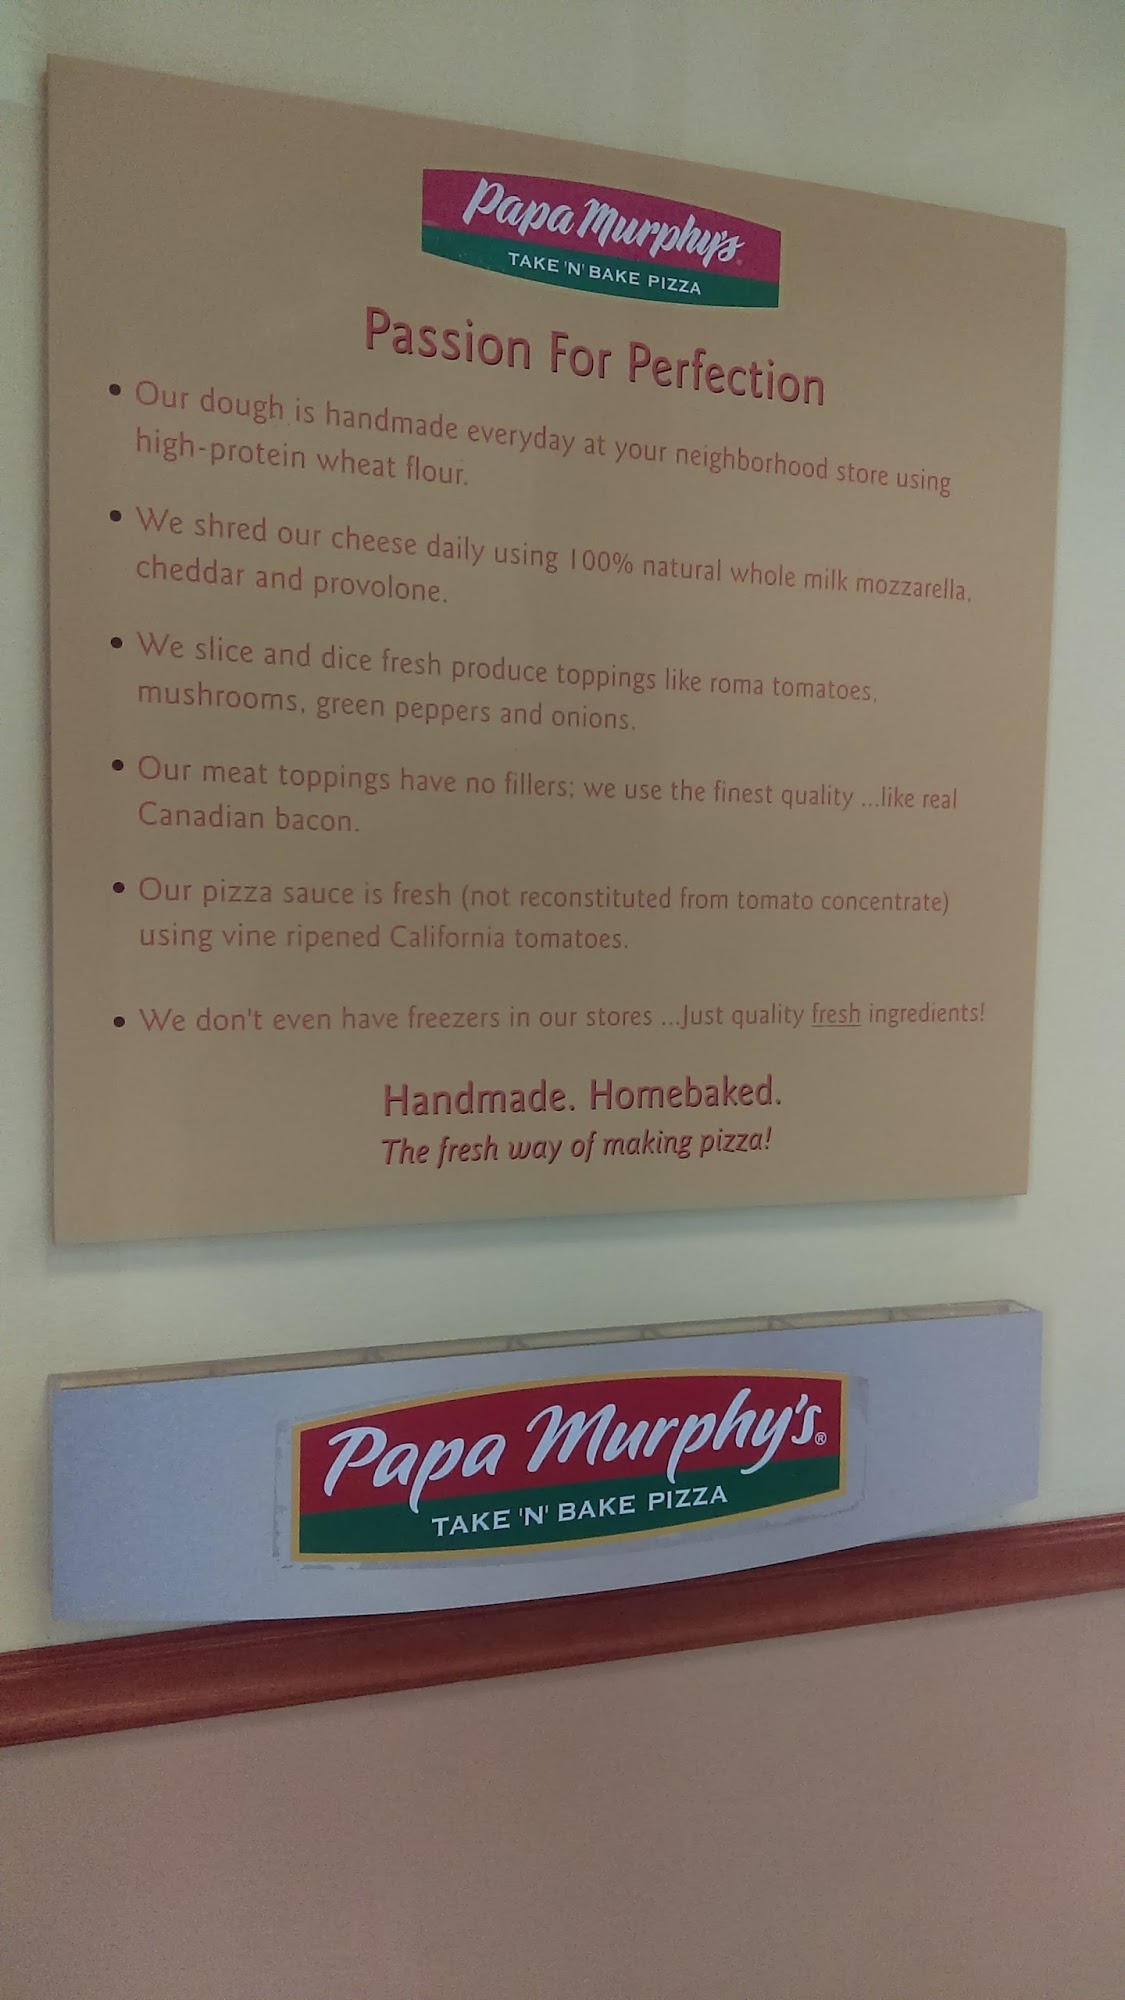 Papa Murphy's
TAKE 'N' BAKE PIZZA
Passion For Perfection
• Our dough is handmade everyday at your neighborhood store using
high-protein wheat flour.
• We shred our cheese daily using 100% natural whole milk mozzarella,
cheddar and provolone.
• We slice and dice fresh produce toppings like roma tomatoes,
mushrooms, green peppers and onions.
• Our meat toppings have no fillers; we use the finest quality ...like real
Canadian bacon.
• Our pizza sauce is fresh (not reconstituted from tomato concentrate)
using vine ripened California tomatoes.
• We don't even have freezers in our stores ...Just quality fresh ingredients!
Handmade. Homebaked.
The fresh way of making pizza!
Papa Murphy's®
TAKE 'N' BAKE PIZZA